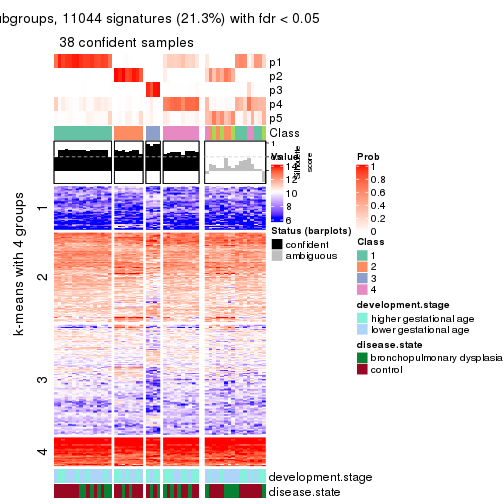 ubgroups, 11044 signatures (21.3%) with fdr < 0.05
38 confident samples
p1
p2
p3
p4
p5
Class
1
silhouette
score
k-means with 4 groups
1
2
3
4
development.stage
disease.state
Value
14
12
10
8
6
Status (barplots)
confident
ambiguous
Prob
1
0.8
0.6
0.4
0.2
0
Class
1
2
3
4
development.stage
higher gestational age
lower gestational age
disease.state
bronchopulmonary dysplasia
control